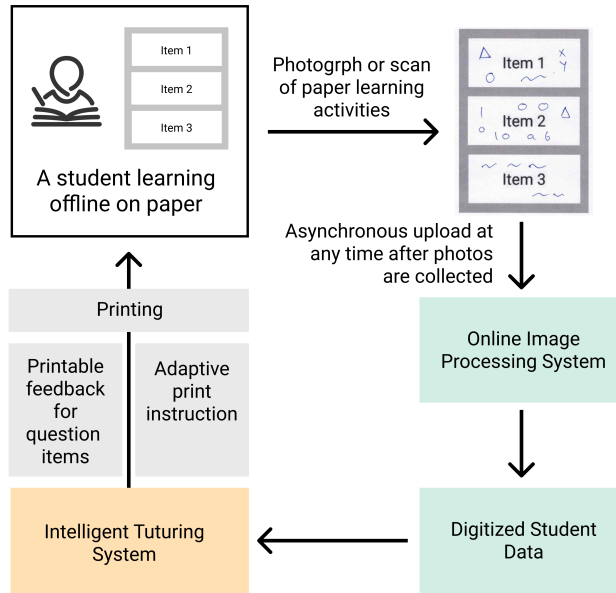 Item 1
Item 2
Item 3
A student learning
offline on paper
Photogrph or scan
of paper learning
activities
Item 1
X
Y
Item 2
10 a 6
Item 3
Asynchronous upload at
any time after photos
are collected
Online Image
Processing System
Digitized Student
Data
Intelligent Tuturing
System
Printable
feedback
for
question
items
Adaptive
print
instruction
Printing